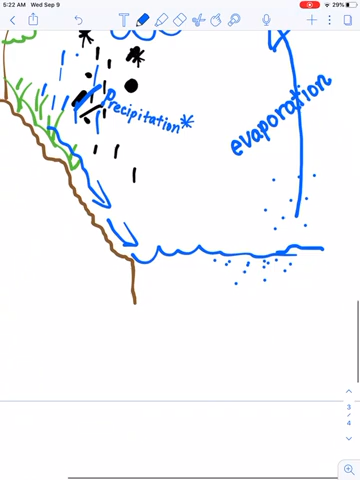 5:22 AM Wed Sep 9
29%
Precipitation*
evaporation
3
4